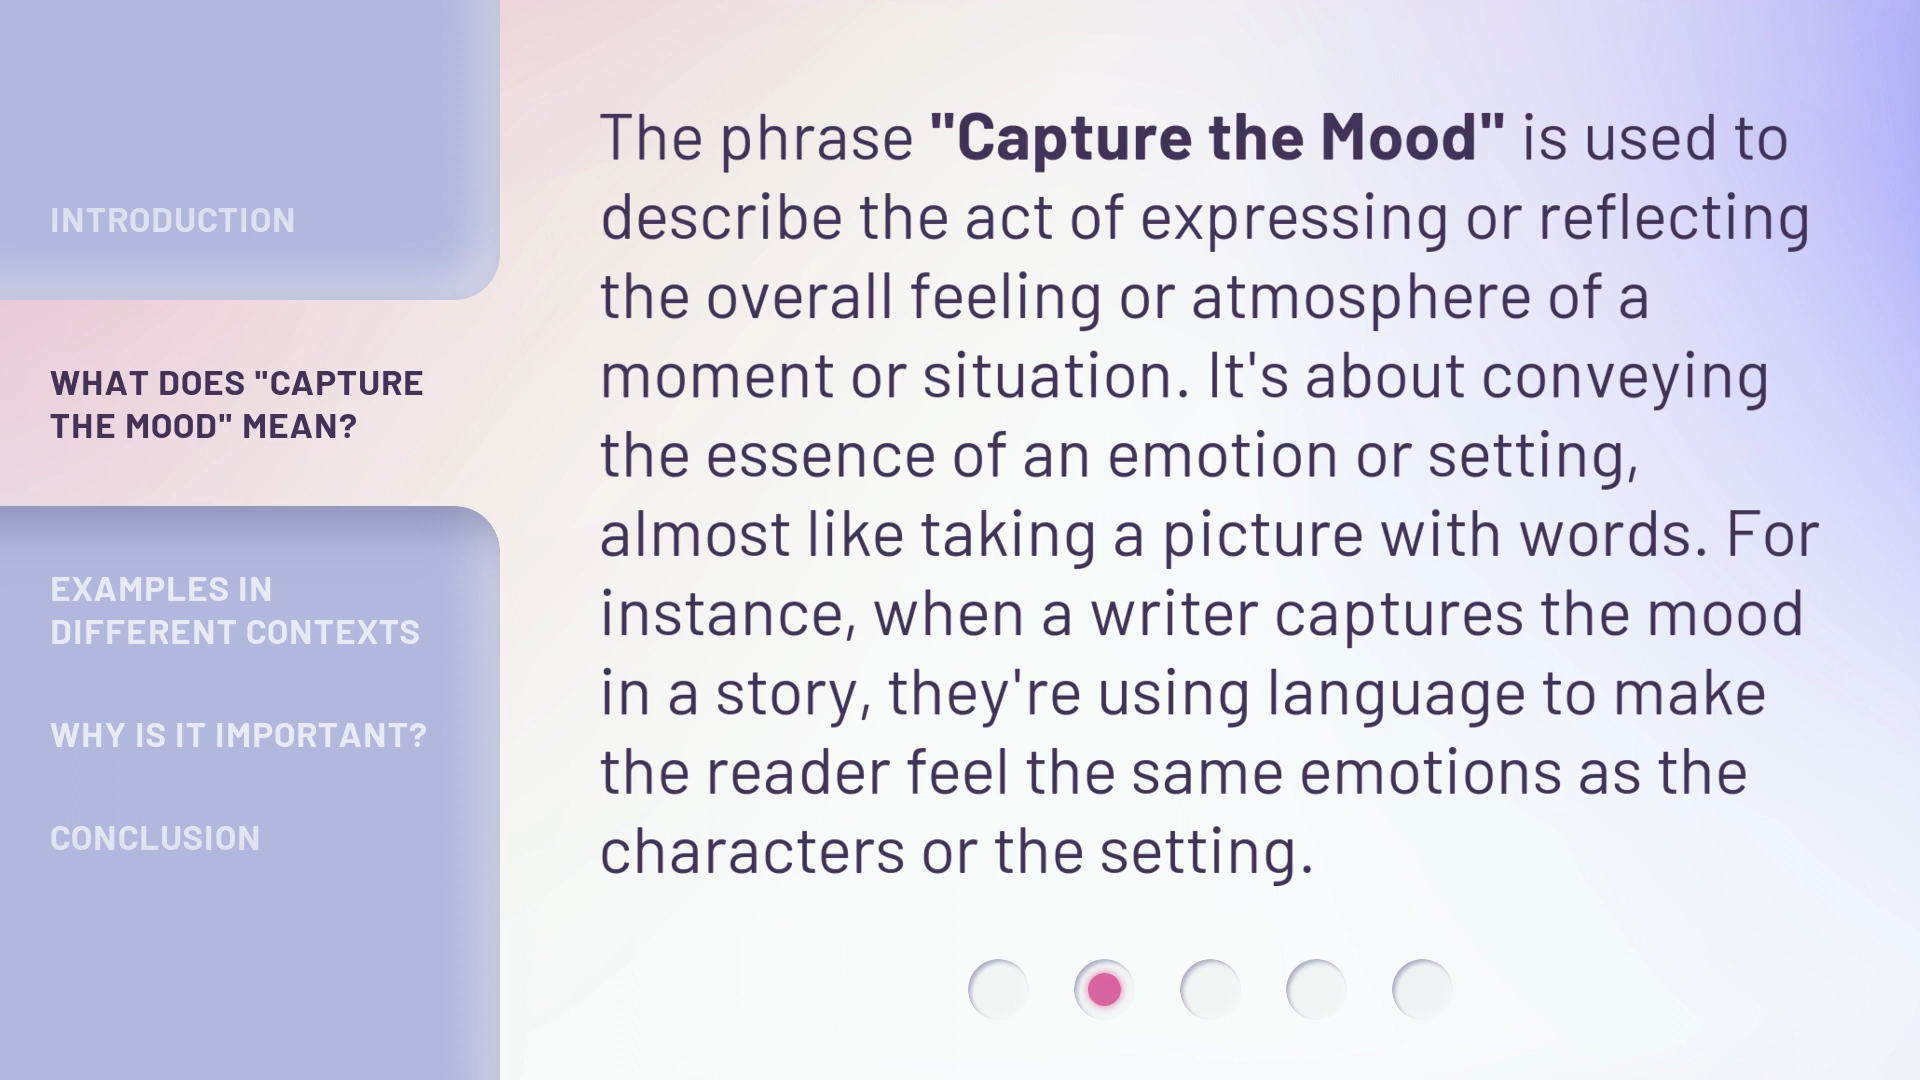 INTRODUCTION
WHAT DOES "CAPTURE
THE MOOD" MEAN?
EXAMPLES IN
DIFFERENT CONTEXTS
WHY IS IT IMPORTANT?
CONCLUSION
The phrase "Capture the Mood" is used to
describe the act of expressing or reflecting
the overall feeling or atmosphere of a
moment or situation. It's about conveying
the essence of an emotion or setting,
almost like taking a picture with words. For
instance, when a writer captures the mood
in a story, they're using language to make
the reader feel the same emotions as the
characters or the setting.